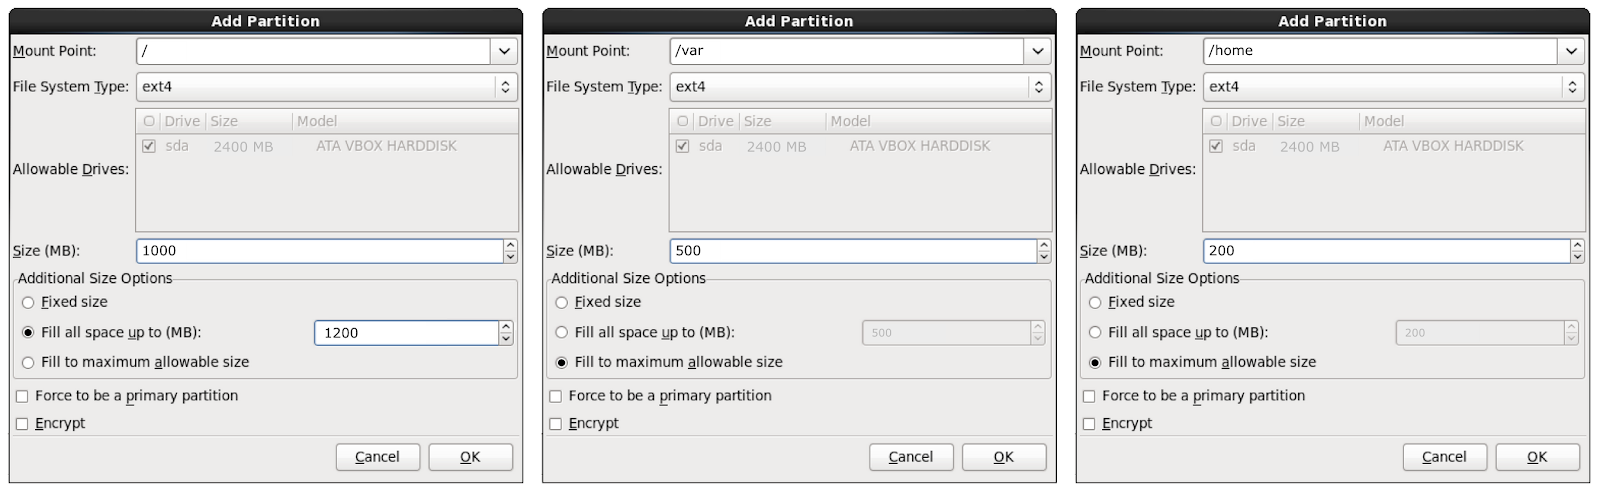 Add Partition
Mount Point: /
File System Type: ext4
Drive Size Model
sda 2400 MB ATA VBOX HARDDISK
Allowable Drives:
Size (MB): 1000
Additional Size Options
Fixed size
Fill all space up to (MB): 1200
Fill to maximum allowable size
Force to be a primary partition
Encrypt
Cancel OK
Add Partition
Mount Point: /var
File System Type: ext4
Drive Size Model
sda 2400 MB ATA VBOX HARDDISK
Allowable Drives:
Size (MB): 500
Additional Size Options
Fixed size
Fill all space up to (MB): 500
Fill to maximum allowable size
Force to be a primary partition
Encrypt
Cancel OK
Add Partition
Mount Point: /home
File System Type: ext4
Drive Size Model
sda 2400 MB ATA VBOX HARDDISK
Allowable Drives:
Size (MB): 200
Additional Size Options
Fixed size
Fill all space up to (MB): 200
Fill to maximum allowable size
Force to be a primary partition
Encrypt
Cancel OK